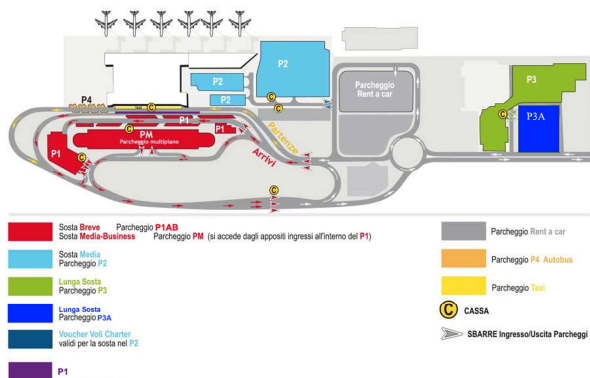 P2
P3
P4
P2
Parcheggio
Rent a car
P2
C
C
C
Taxi
C
P3A
P1
P1
C
PM
Parcheggio multipiano
Partenze
P1
C
Arrivi
C
Sosta Breve Parcheggio P1AB
Sosta Media-Business Parcheggio PM (si accede dagli appositi ingressi all'interno del P1)
Sosta Media
Parcheggio P2
Lunga Sosta
Parcheggio P3
Lunga Sosta
Parcheggio P3A
Voucher Voli Charter
validi per la sosta nel P2
P1
Parcheggio Rent a car
Parcheggio P4 Autobus
Parcheggio Taxi
C CASSA
SBARRE Ingresso/Uscita Parcheggi